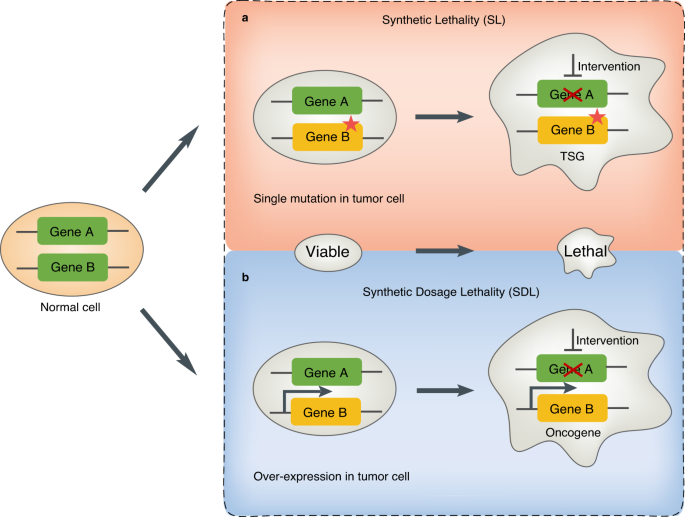 a
Synthetic Lethality (SL)
Intervention
Gene A
Gene A
Gene B
Gene B
TSG
Single mutation in tumor cell
Gene A
Gene B
Normal cell
Viable
Lethal
b
Synthetic Dosage Lethality (SDL)
Intervention
Gene A
Gene A
Gene B
Gene B
Oncogene
Over-expression in tumor cell